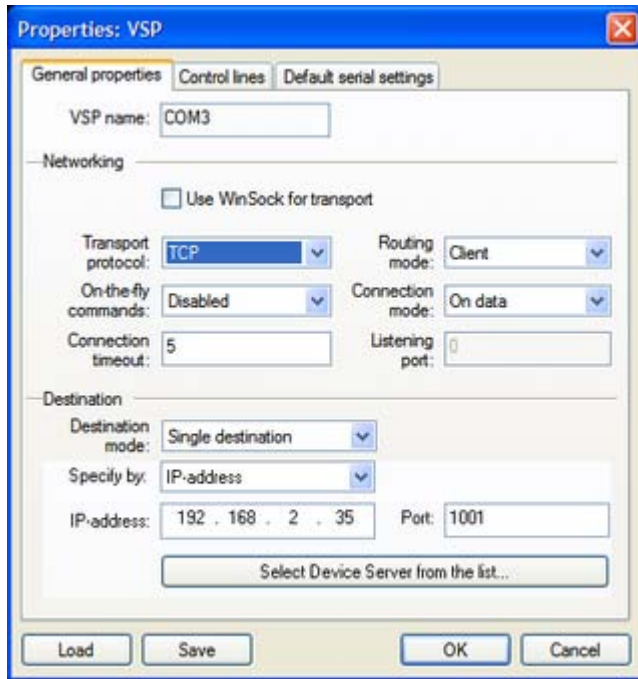 Properties: VSP
General properties Control lines Default serial settings
VSP name: COM3
Networking
Use WinSock for transport
Transport protocol: TCP Routing mode: Client
On-the-fly commands: Disabled Connection mode: On data
Connection timeout: 5 Listening port: 0
Destination
Destination mode: Single destination
Specify by: IP-address
IP-address: 192 . 168 . 2 . 35 Port: 1001
Select Device Server from the list...
Load Save OK Cancel